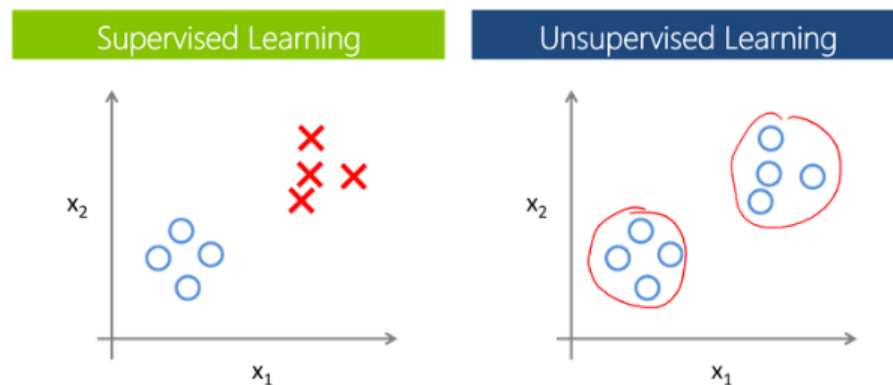 Supervised Learning
x₂
x₁
Unsupervised Learning
x₂
x₁